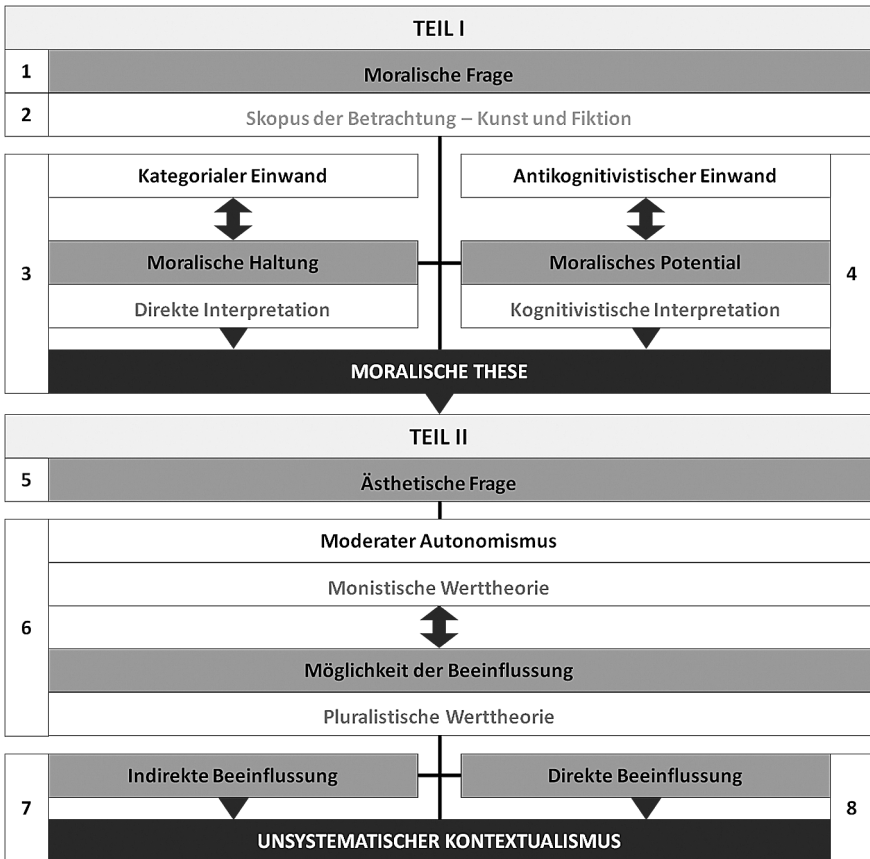 TEIL I
1
Moralische Frage
2
Skopus der Betrachtung – Kunst und Fiktion
3
Kategorialer Einwand
Moralische Haltung
Direkte Interpretation
Antikognitivistischer Einwand
Moralisches Potential
Kognitivistische Interpretation
4
MORALISCHE THESE
TEIL II
5
Ästhetische Frage
6
Moderater Autonomismus
Monistische Werttheorie
Möglichkeit der Beeinflussung
Pluralistische Werttheorie
7
Indirekte Beeinflussung
Direkte Beeinflussung
8
UNSYSTEMATISCHER KONTEXTUALISMUS